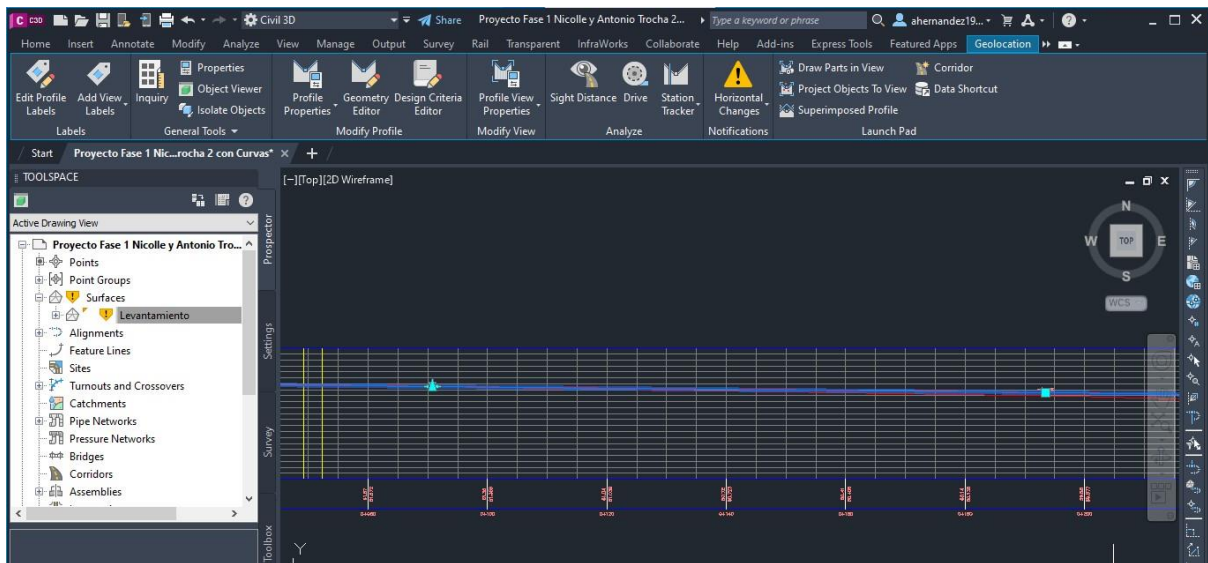 C C3D Civil 3D Share Proyecto Fase 1 Nicolle y Antonio Trocha 2... Type a keyword or phrase ahernandez19...
Home Insert Annotate Modify Analyze View Manage Output Survey Rail Transparent InfraWorks Collaborate Help Add-ins Express Tools Featured Apps Geolocation
Edit Profile Labels
Add View Labels
Inquiry
Properties
Object Viewer
Isolate Objects
Profile Properties
Geometry Editor
Design Criteria Editor
Profile View Properties
Sight Distance
Drive
Station Tracker
Horizontal Changes
Draw Parts in View
Project Objects To View
Superimposed Profile
Corridor
Data Shortcut
Labels General Tools Modify Profile Modify View Analyze Notifications Launch Pad
Start Proyecto Fase 1 Nic...rocha 2 con Curvas*
TOOLSPACE
[−][Top][2D Wireframe]
Active Drawing View
Proyecto Fase 1 Nicolle y Antonio Tro...
Points
Point Groups
Surfaces
Levantamiento
Alignments
Feature Lines
Sites
Turnouts and Crossovers
Catchments
Pipe Networks
Pressure Networks
Bridges
Corridors
Assemblies
Prospector
Settings
Survey
Toolbox
N
W TOP E
S
WCS
Y